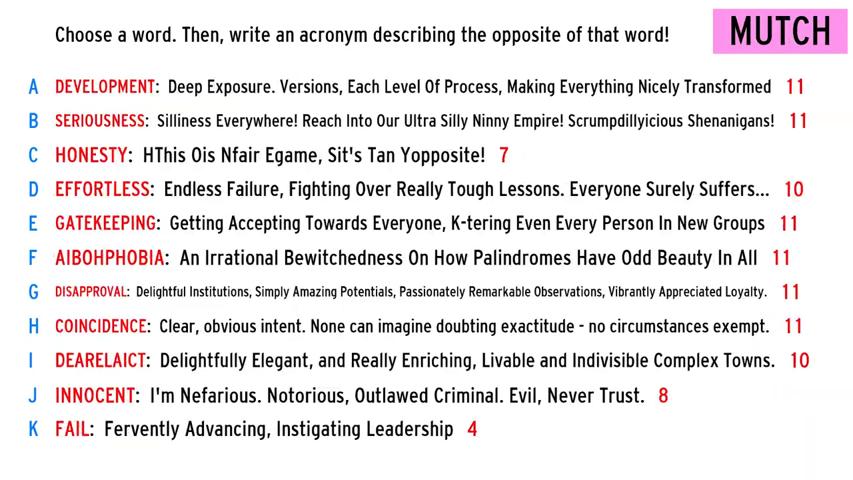 Choose a word. Then, write an acronym describing the opposite of that word!
MUTCH
A DEVELOPMENT: Deep Exposure. Versions, Each Level Of Process, Making Everything Nicely Transformed 11
B SERIOUSNESS: Silliness Everywhere! Reach Into Our Ultra Silly Ninny Empire! Scrumpdillyicious Shenanigans! 11
C HONESTY: HThis Ois Nfair Egame, Sit's Tan Yopposite! 7
D EFFORTLESS: Endless Failure, Fighting Over Really Tough Lessons. Everyone Surely Suffers... 10
E GATEKEEPING: Getting Accepting Towards Everyone, K-tering Even Every Person In New Groups 11
F AIBOHPHOBIA: An Irrational Bewitchedness On How Palindromes Have Odd Beauty In All 11
G DISAPPROVAL: Delightful Institutions, Simply Amazing Potentials, Passionately Remarkable Observations, Vibrantly Appreciated Loyalty. 11
H COINCIDENCE: Clear, obvious intent. None can imagine doubting exactitude - no circumstances exempt. 11
I DEARELAICT: Delightfully Elegant, and Really Enriching, Livable and Indivisible Complex Towns. 10
J INNOCENT: I'm Nefarious. Notorious, Outlawed Criminal. Evil, Never Trust. 8
K FAIL: Fervently Advancing, Instigating Leadership 4